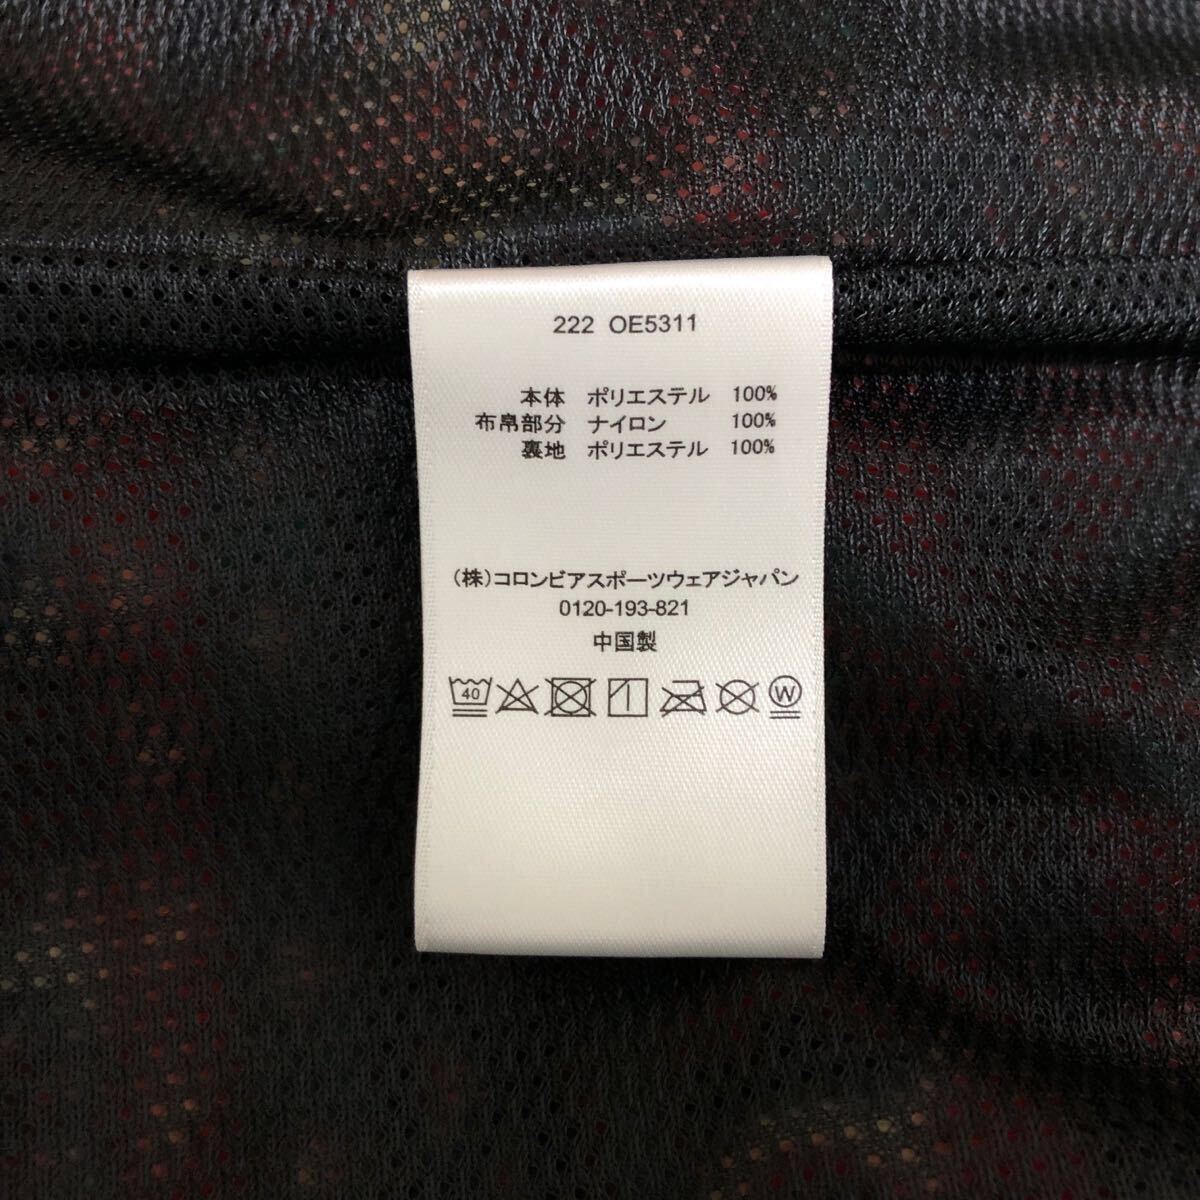 222 OE5311
本体 ポリエステル 100%
布帛部分 ナイロン 100%
裏地 ポリエステル 100%
(株)コロンビアスポーツウェアジャパン
0120-193-821
中国製
40 W